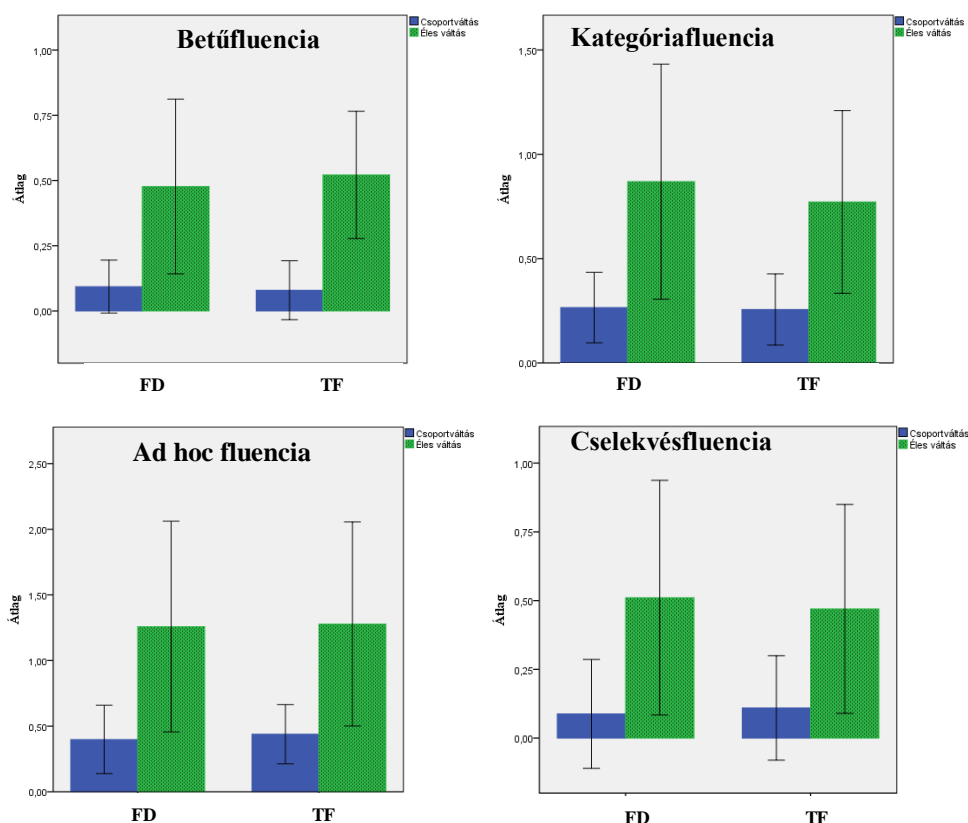 Betűfluencia
Csoportváltás
Éles váltás
Átlag
1,00
0,75
0,50
0,25
0,00
FD TF
Kategóriafluencia
Csoportváltás
Éles váltás
Átlag
1,50
1,00
0,50
0,00
FD TF
Ad hoc fluencia
Csoportváltás
Éles váltás
Átlag
2,50
2,00
1,50
1,00
0,50
0,00
FD TF
Cselekvésfluencia
Csoportváltás
Éles váltás
Átlag
1,00
0,75
0,50
0,25
0,00
FD TF